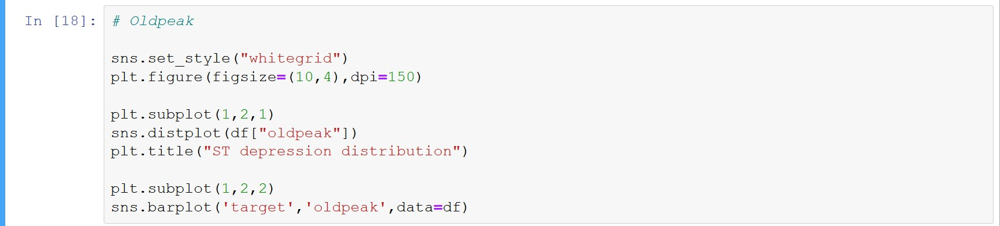 In [18]: # Oldpeak
sns.set_style("whitegrid")
plt.figure(figsize=(10,4),dpi=150)
plt.subplot(1,2,1)
sns.distplot(df["oldpeak"])
plt.title("ST depression distribution")
plt.subplot(1,2,2)
sns.barplot('target','oldpeak',data=df)